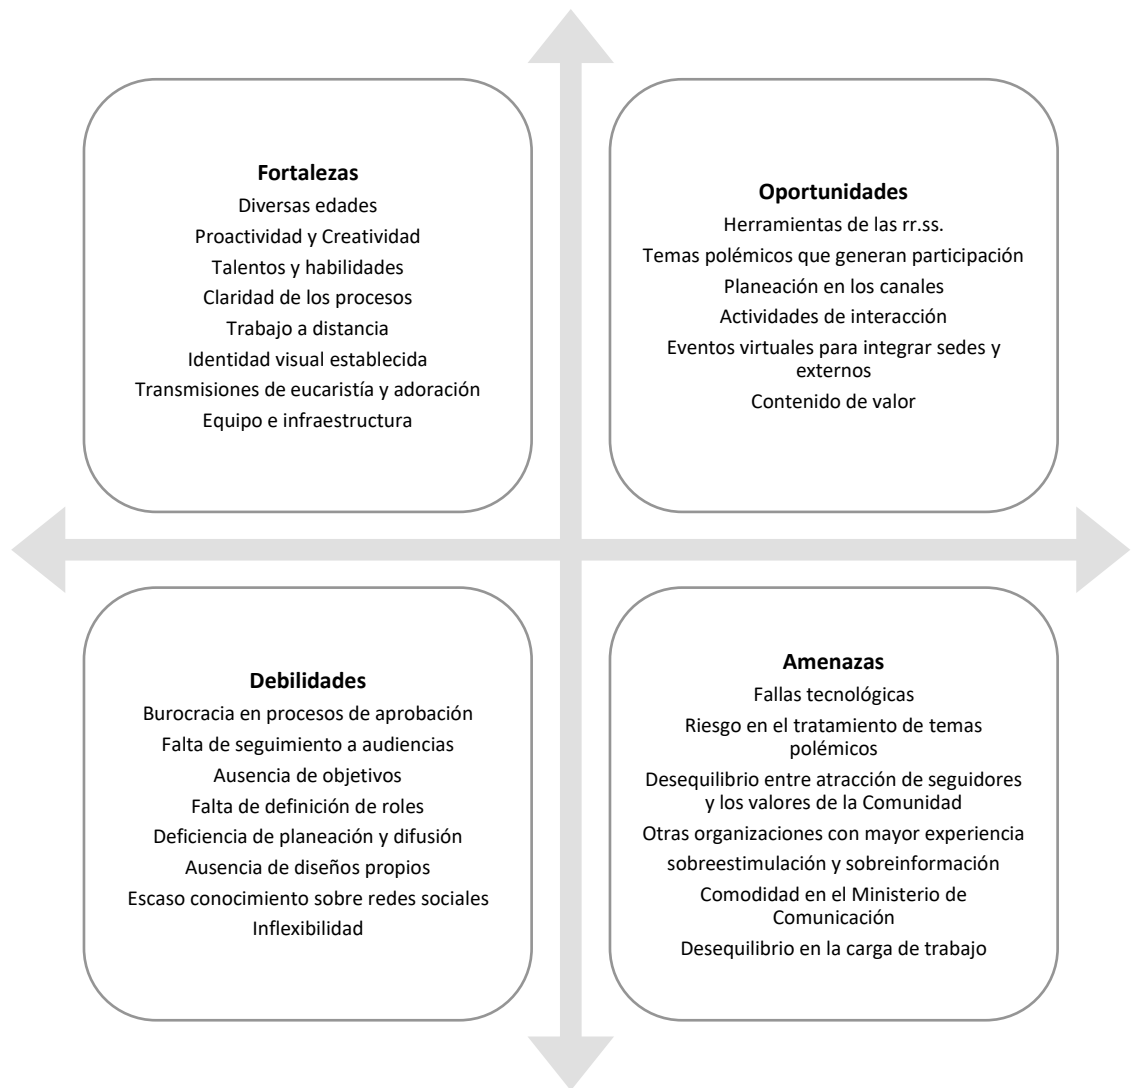 Fortalezas
Diversas edades
Proactividad y Creatividad
Talentos y habilidades
Claridad de los procesos
Trabajo a distancia
Identidad visual establecida
Transmisiones de eucaristía y adoración
Equipo e infraestructura
Oportunidades
Herramientas de las rr.ss.
Temas polémicos que generan participación
Planeación en los canales
Actividades de interacción
Eventos virtuales para integrar sedes y
externos
Contenido de valor
Debilidades
Burocracia en procesos de aprobación
Falta de seguimiento a audiencias
Ausencia de objetivos
Falta de definición de roles
Deficiencia de planeación y difusión
Ausencia de diseños propios
Escaso conocimiento sobre redes sociales
Inflexibilidad
Amenazas
Fallas tecnológicas
Riesgo en el tratamiento de temas
polémicos
Desequilibrio entre atracción de seguidores
y los valores de la Comunidad
Otras organizaciones con mayor experiencia
sobreestimulación y sobreinformación
Comodidad en el Ministerio de
Comunicación
Desequilibrio en la carga de trabajo